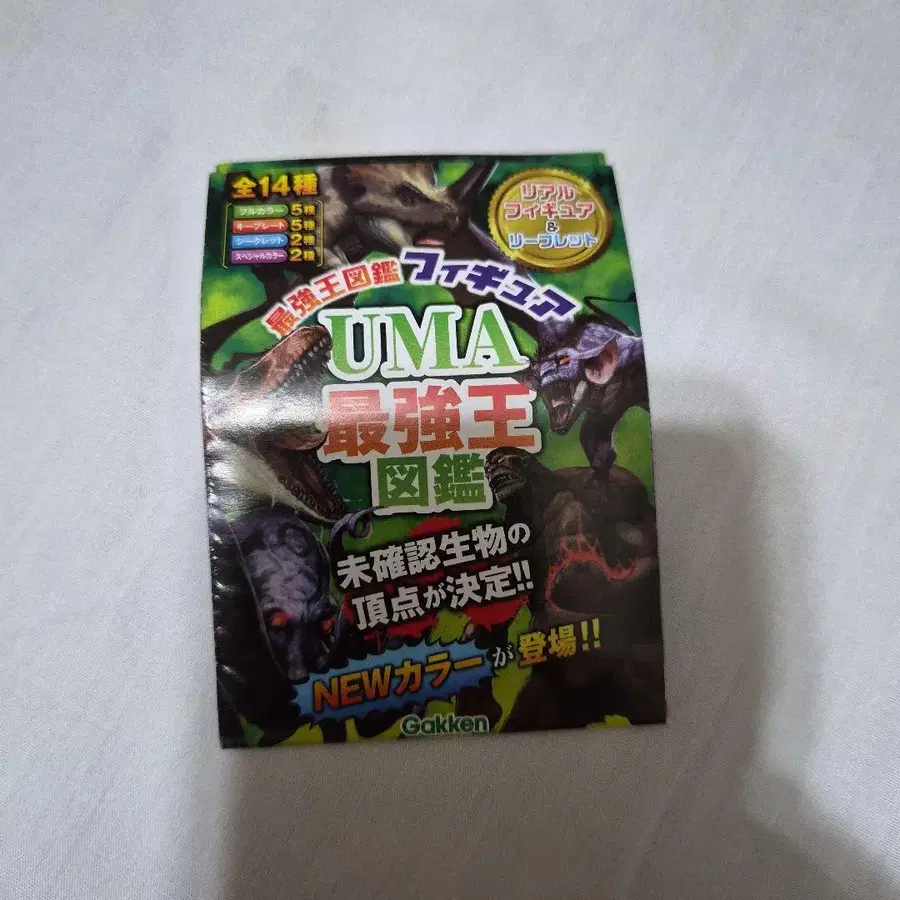 全14種
フルカラー 5種
キープレート 5種
シークレット 2種
スペシャルカラー 2種
リアル
フィギュア
&
リーフレット
最強王図鑑フィギュア
UMA
最強王
図鑑
未確認生物の
頂点が決定!!
NEWカラーが登場!!
Gakken